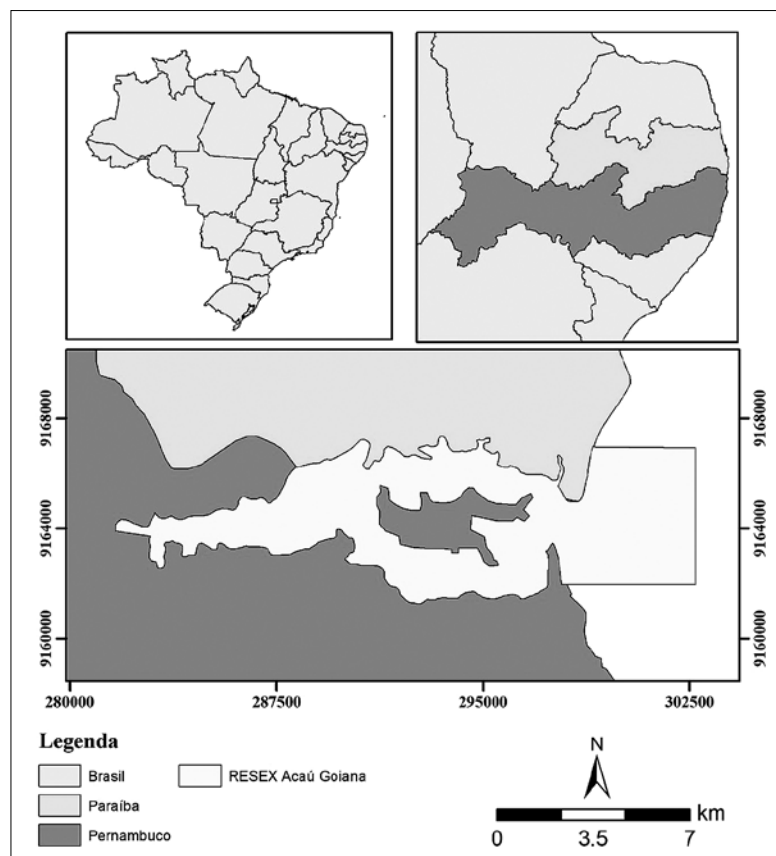 9168000
9168000
9164000
9164000
9160000
9160000
280000
287500
295000
302500
Legenda
Brasil
RESEX Acaú Goiana
Paraíba
Pernambuco
N
km
0
3.5
7